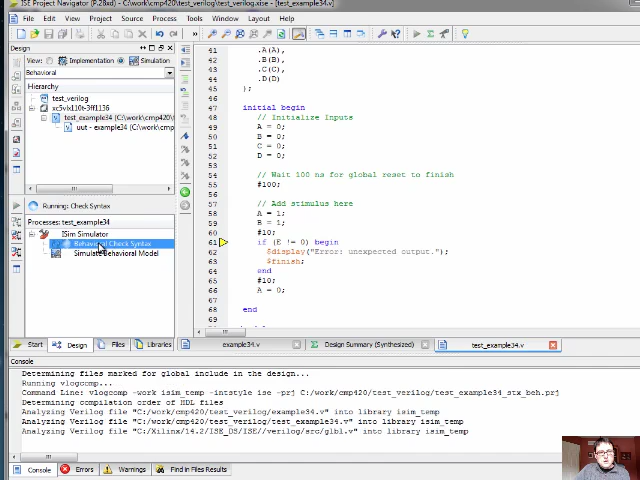 ISE Project Navigator (P.28xd) - C:\work\cmp420\test_verilog\test_verilog.xise - [test_example34.v]
File Edit View Project Source Process Tools Window Layout Help
Design
View: Implementation Simulation
Behavioral
Hierarchy
test_verilog
xc5vlx110t-3ff1136
test_example34 (C:\work\cmp420\t
uut - example34 (C:\work\cm
Running: Check Syntax
Processes: test_example34
ISim Simulator
Behavioral Check Syntax
Simulate Behavioral Model
Start Design Files Libraries
41 .A(A),
42 .B(B),
43 .C(C),
44 .D(D)
45 );
46
47 initial begin
48 // Initialize Inputs
49 A = 0;
50 B = 0;
51 C = 0;
52 D = 0;
53
54 // Wait 100 ns for global reset to finish
55 #100;
56
57 // Add stimulus here
58 A = 1;
59 B = 1;
60 #10;
61 if (E != 0) begin
62 $display("Error: unexpected output.");
63 $finish;
64 end
65 #10;
66 A = 0;
67
68 end
example34.v Design Summary (Synthesized) test_example34.v
Console
Determining files marked for global include in the design...
Running vlogcomp...
Command Line: vlogcomp -work isim_temp -intstyle ise -prj C:/work/cmp420/test_verilog/test_example34_stx_beh.prj
Determining compilation order of HDL files
Analyzing Verilog file "C:/work/cmp420/test_verilog/example34.v" into library isim_temp
Analyzing Verilog file "C:/work/cmp420/test_verilog/test_example34.v" into library isim_temp
Analyzing Verilog file "C:/Xilinx/14.2/ISE_DS/ISE//verilog/src/glbl.v" into library isim_temp
Console Errors Warnings Find in Files Results